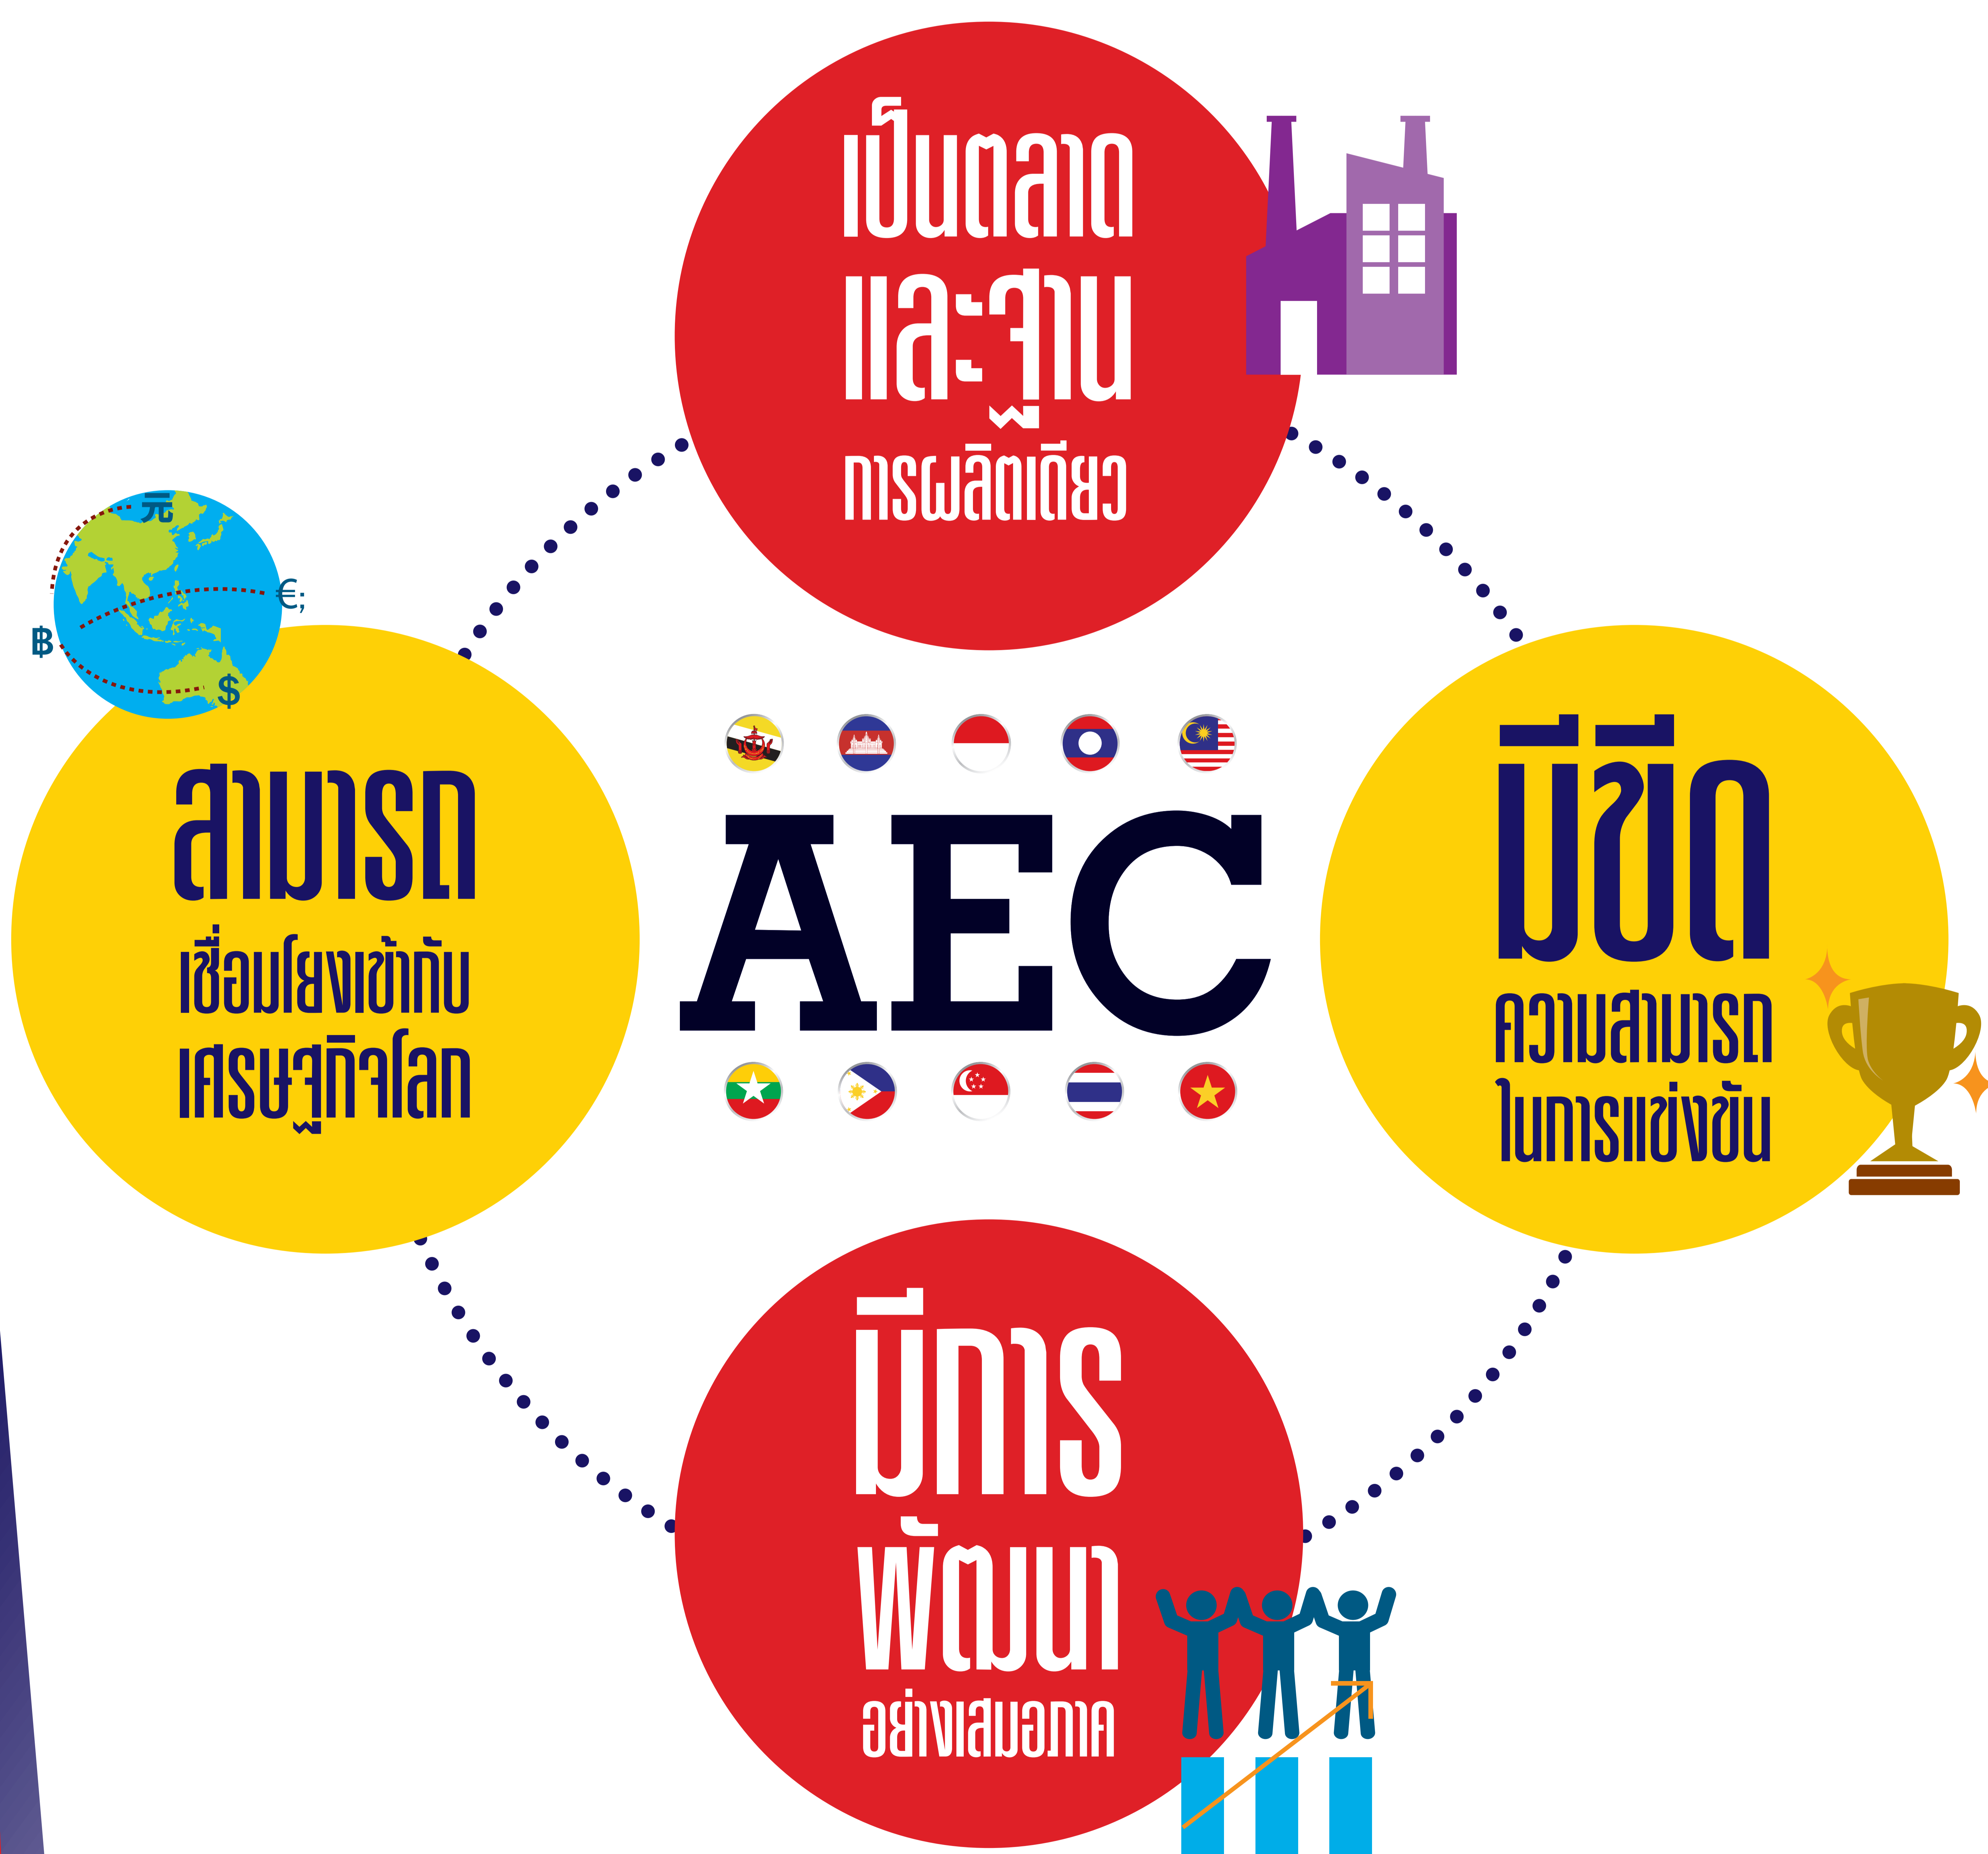 เป็นตลาด
และฐาน
การผลิตเดียว
元
€;
฿
$
สามารถ
เชื่อมโยงเข้ากับ
เศรษฐกิจโลก
AEC
มีขีด
ความสามารถ
ในการแข่งขัน
มีการ
พัฒนา
อย่างเสมอภาค